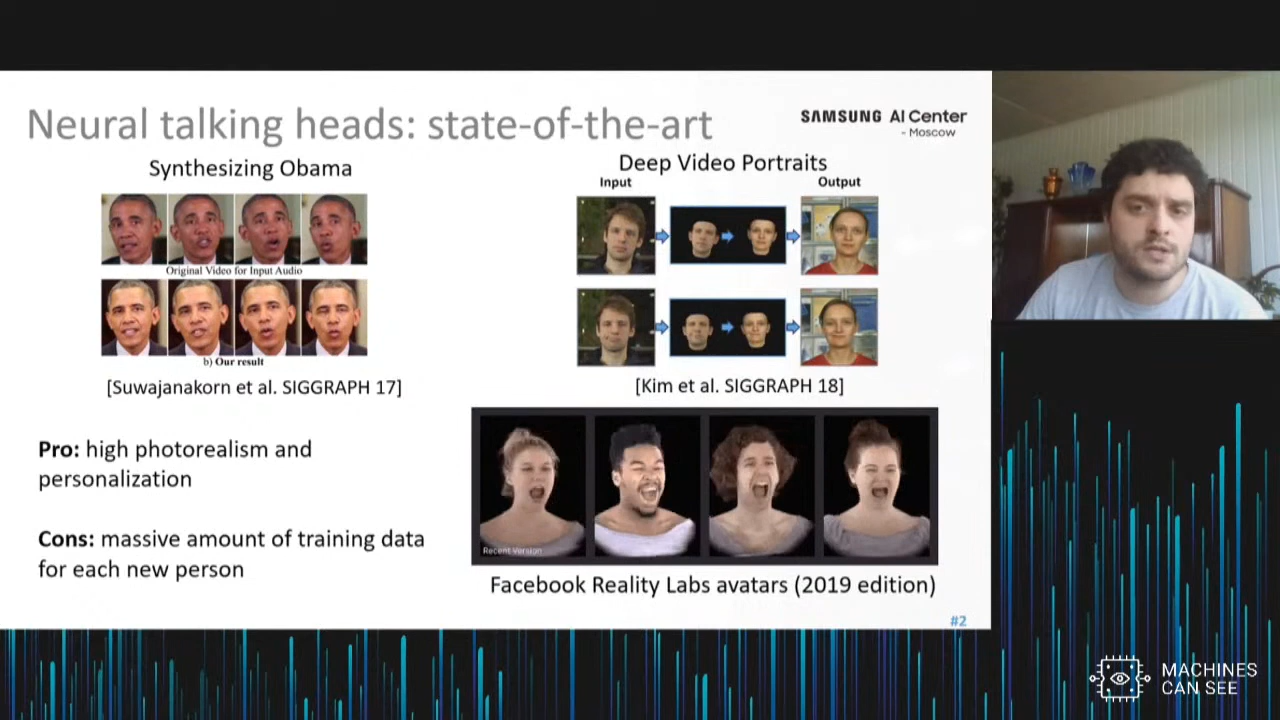 Neural talking heads: state-of-the-art
SAMSUNG AI Center
- Moscow
Synthesizing Obama
Original Video for Input Audio
b) Our result
[Suwajanakorn et al. SIGGRAPH 17]
Deep Video Portraits
Input
Output
[Kim et al. SIGGRAPH 18]
Pro: high photorealism and
personalization
Cons: massive amount of training data
for each new person
Recent Version
Facebook Reality Labs avatars (2019 edition)
#2
MACHINES
CAN SEE